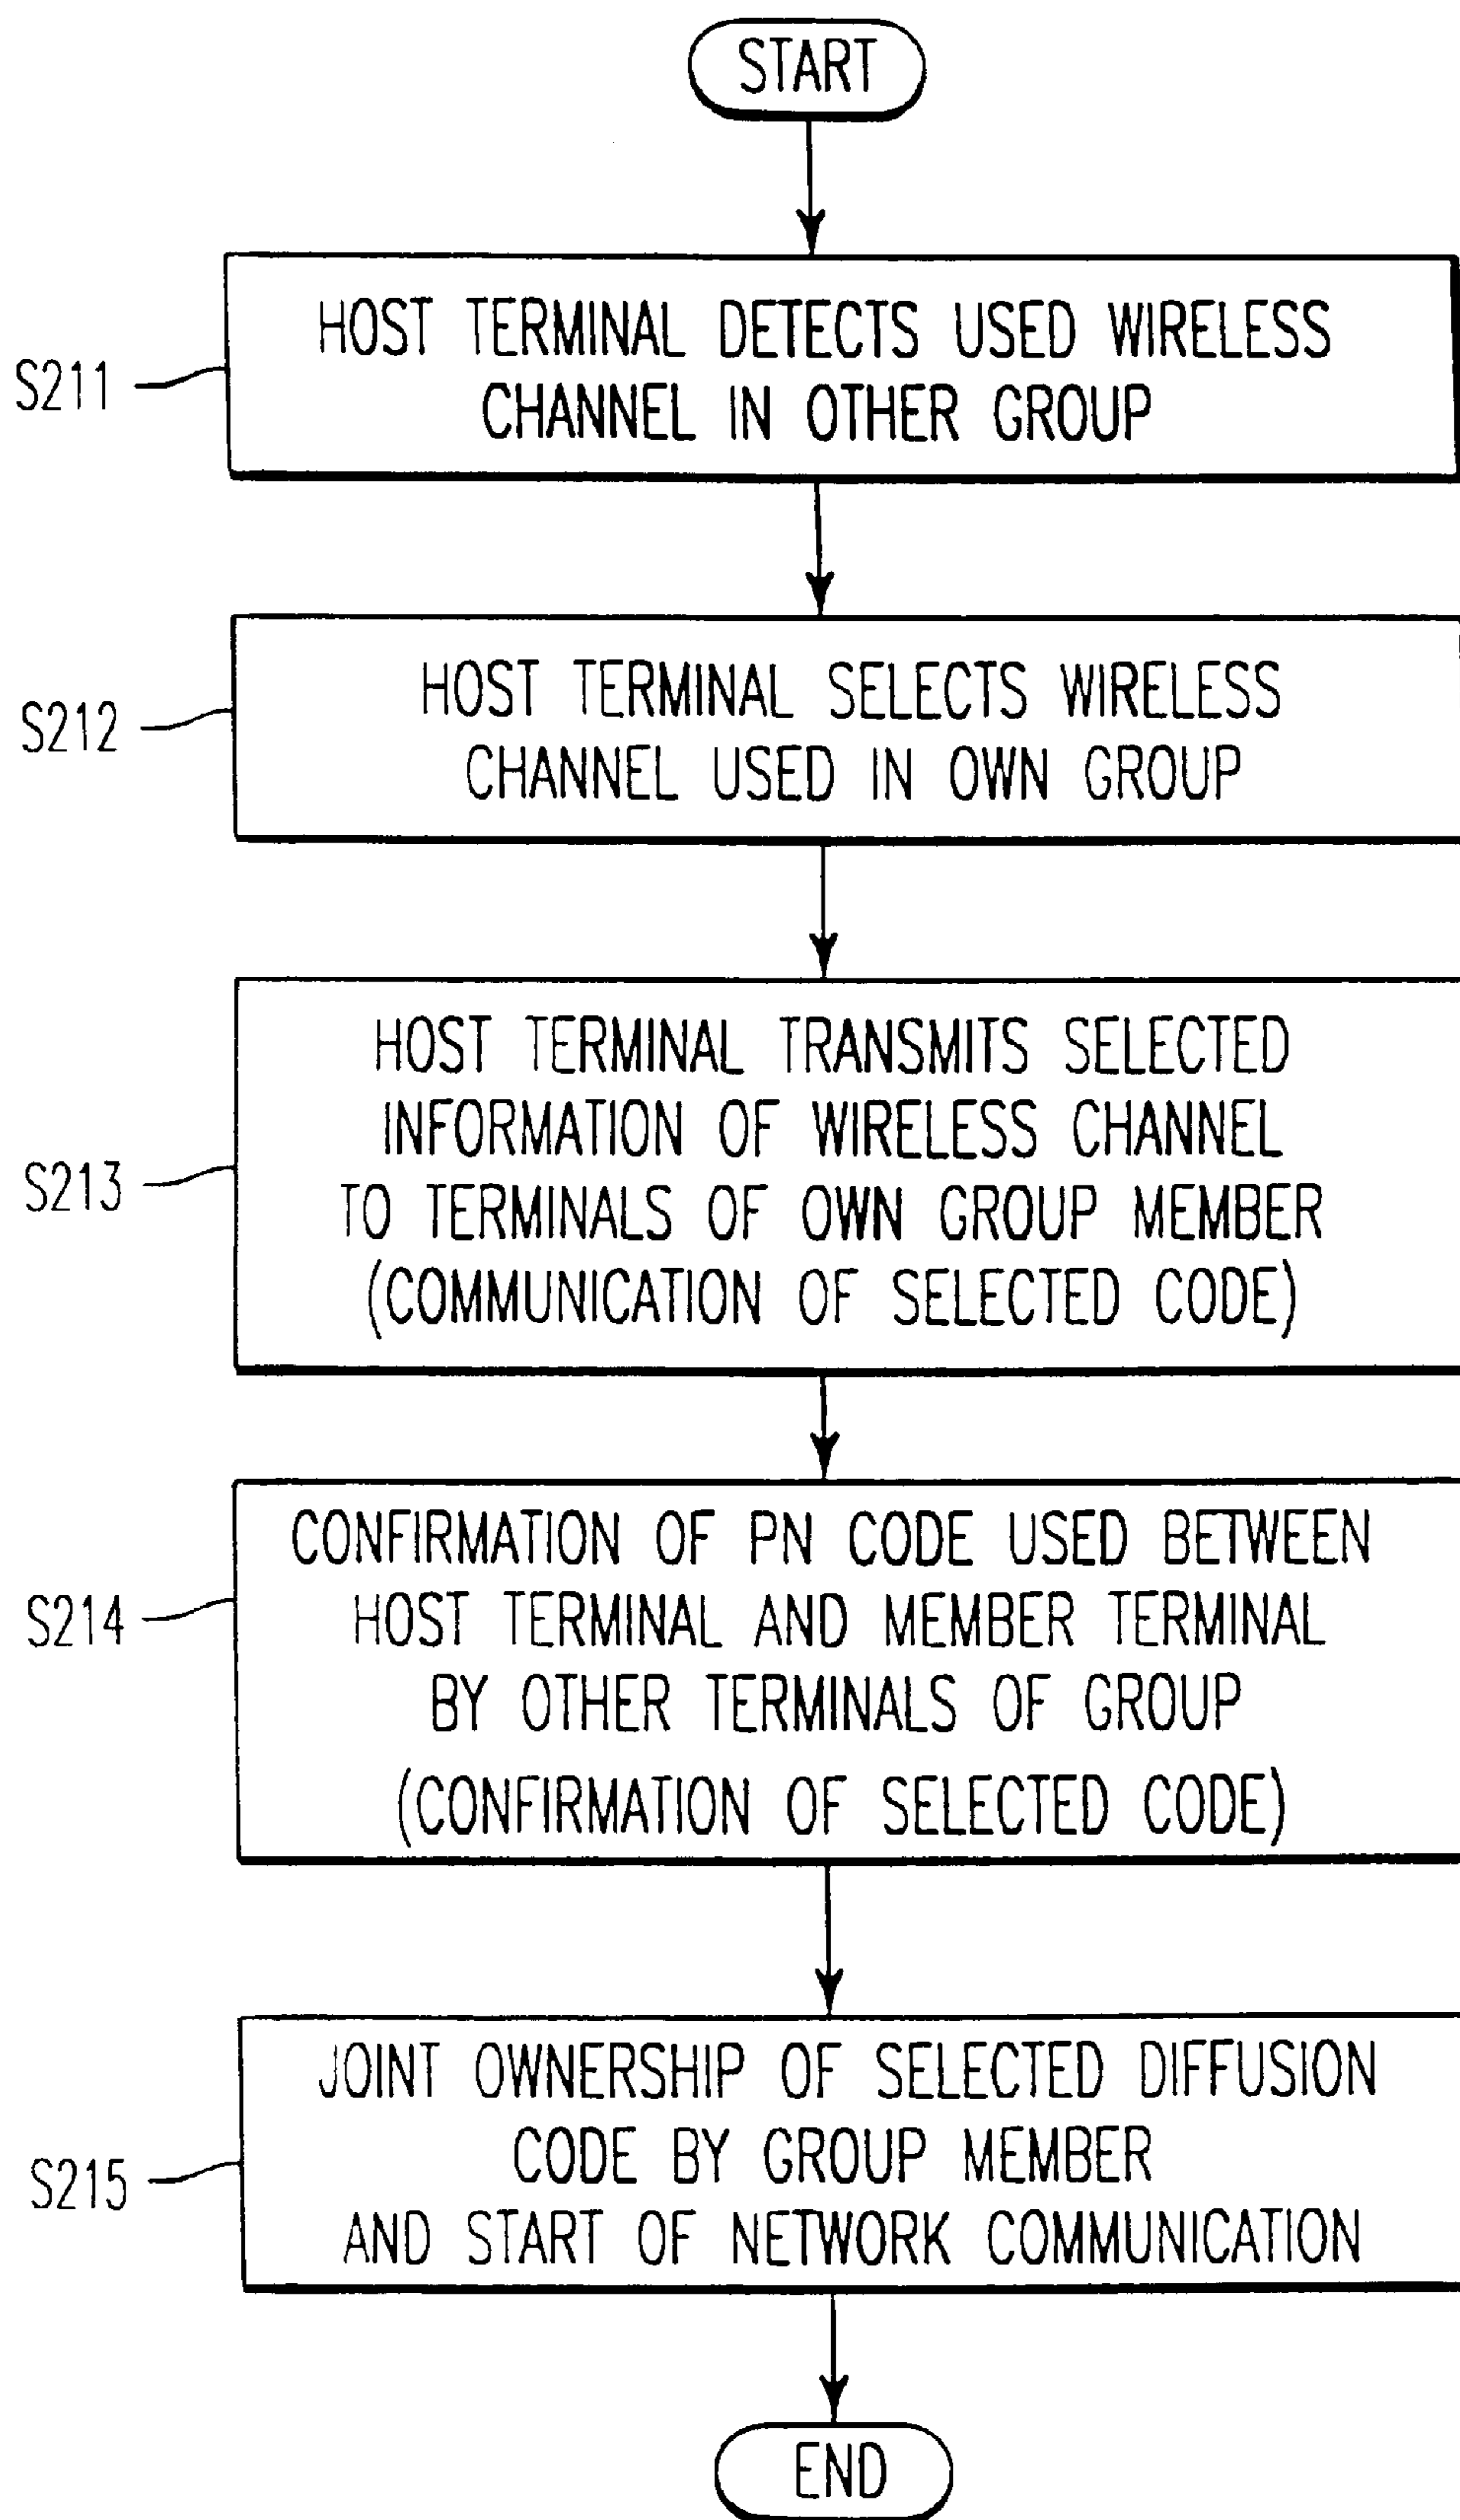 START
HOST TERMINAL DETECTS USED WIRELESS
CHANNEL IN OTHER GROUP
S211
HOST TERMINAL SELECTS WIRELESS
CHANNEL USED IN OWN GROUP
S212
HOST TERMINAL TRANSMITS SELECTED
INFORMATION OF WIRELESS CHANNEL
TO TERMINALS OF OWN GROUP MEMBER
(COMMUNICATION OF SELECTED CODE)
S213
CONFIRMATION OF PN CODE USED BETWEEN
HOST TERMINAL AND MEMBER TERMINAL
BY OTHER TERMINALS OF GROUP
(CONFIRMATION OF SELECTED CODE)
S214
JOINT OWNERSHIP OF SELECTED DIFFUSION
CODE BY GROUP MEMBER
AND START OF NETWORK COMMUNICATION
S215
END